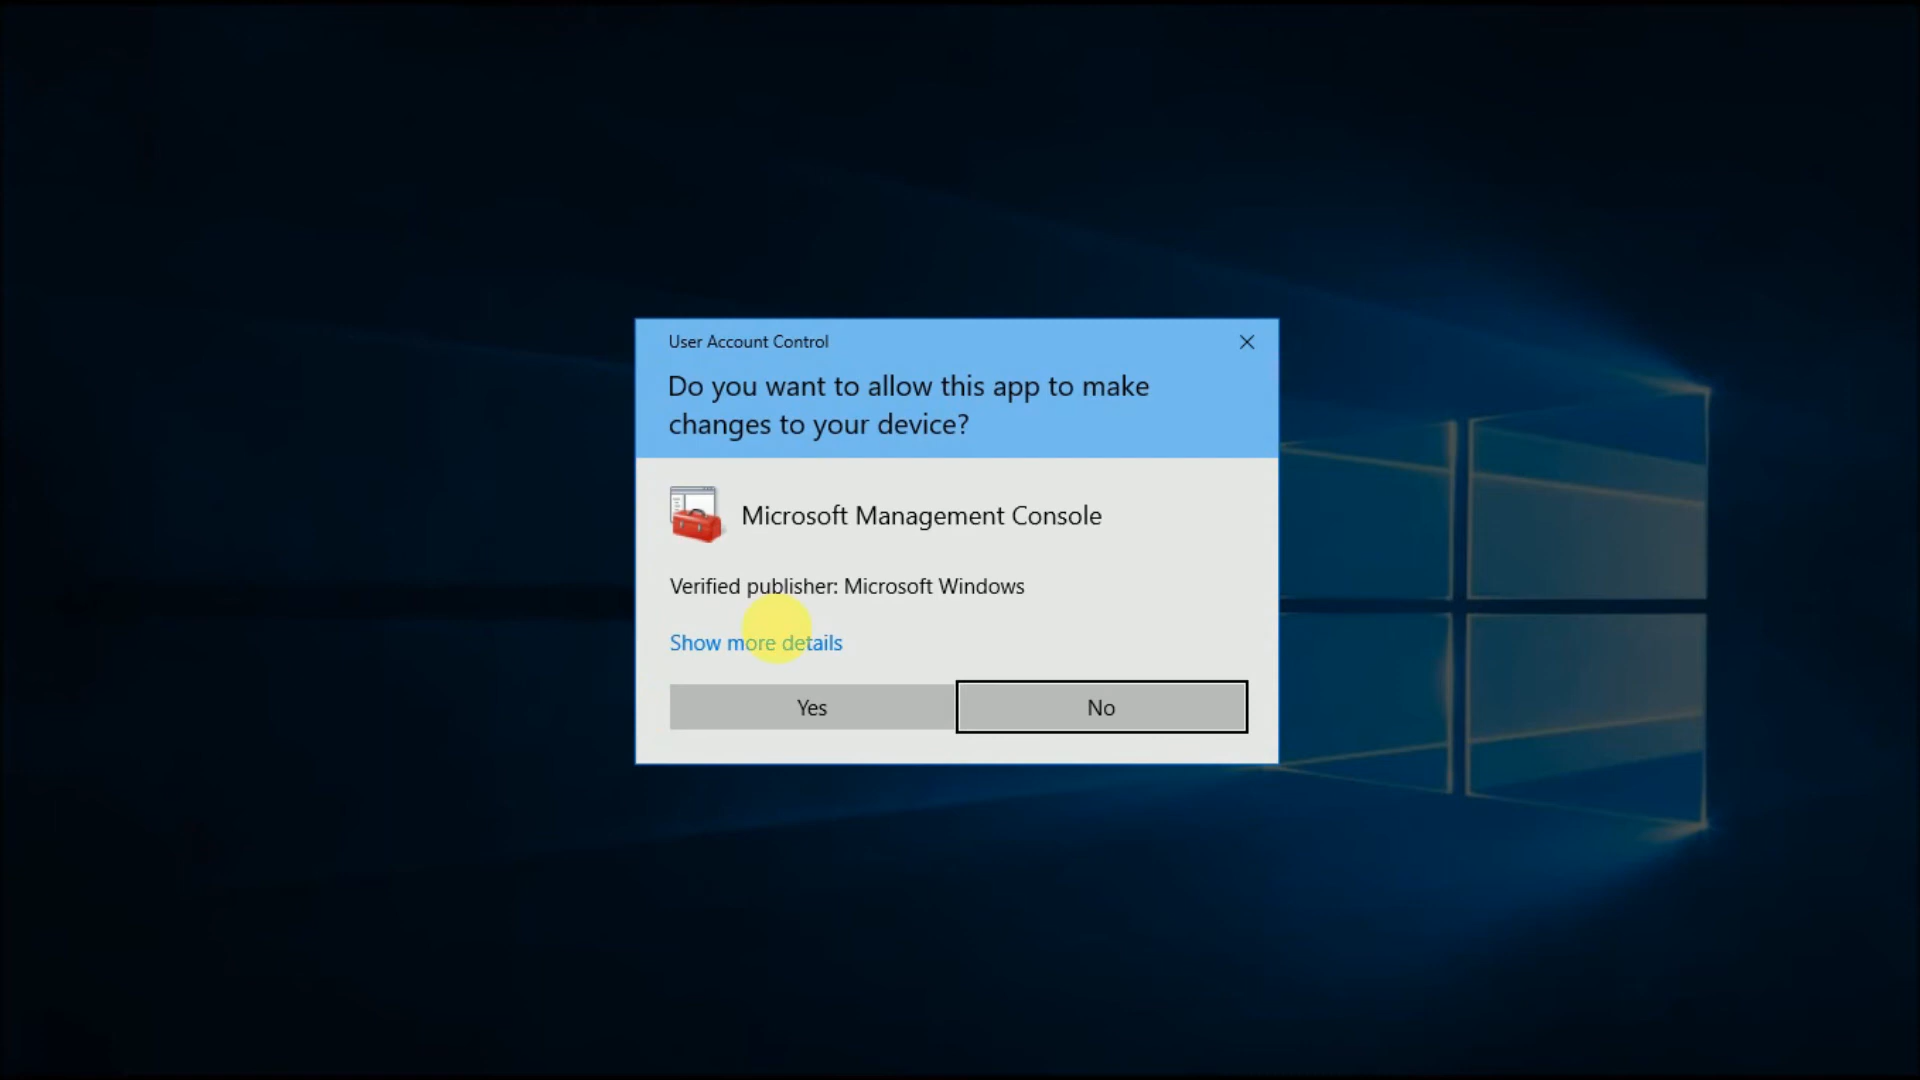 User Account Control
Do you want to allow this app to make
changes to your device?
Microsoft Management Console
Verified publisher: Microsoft Windows
Show more details
Yes
No